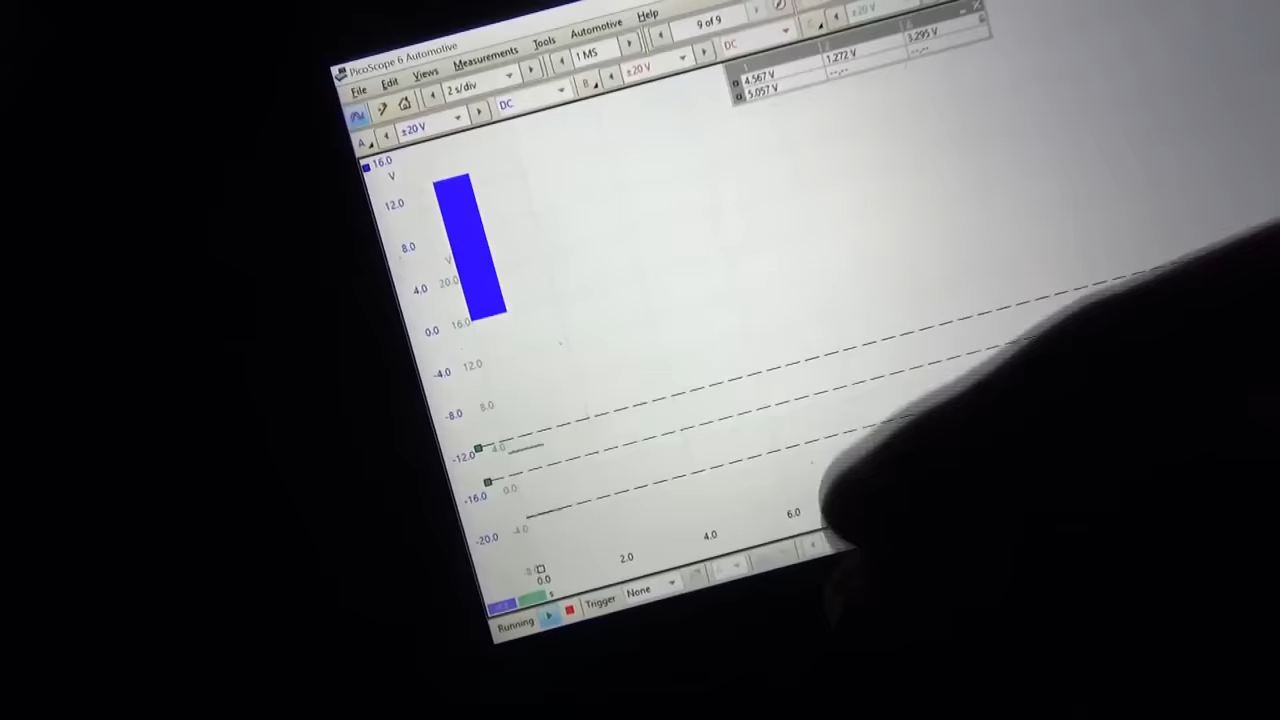 PicoScope 6 Automotive
File Edit Views Measurements Tools Automotive Help
2 s/div 1 MS 9 of 9
A ±20 V DC B ±20 V DC ±20 V
1
4.567 V 1.272 V 3.295 V
5.057 V --.-- --.--
16.0
V
12.0
8.0
4.0
0.0
-4.0
-8.0
-12.0
-16.0
-20.0
V
20.0
16.0
12.0
8.0
4.0
0.0
-4.0
0.0 2.0 4.0 6.0
s
Running Trigger None